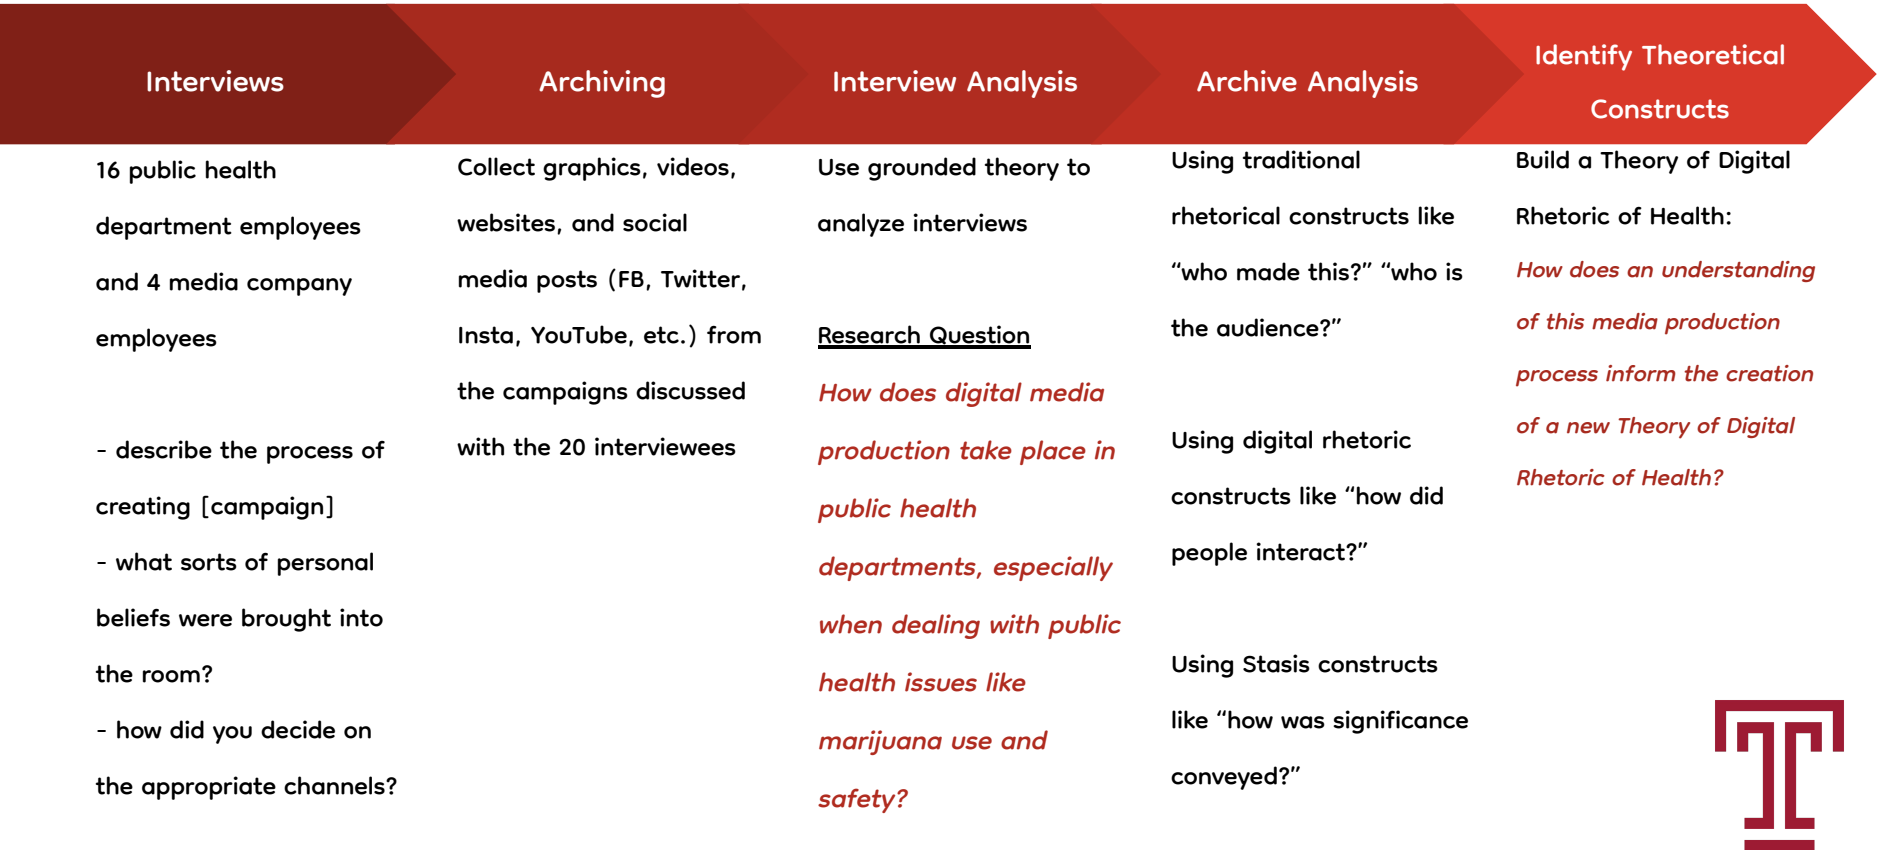 Interviews
Archiving
Interview Analysis
Archive Analysis
Identify Theoretical
Constructs
16 public health
department employees
and 4 media company
employees
- describe the process of
creating [campaign]
- what sorts of personal
beliefs were brought into
the room?
- how did you decide on
the appropriate channels?
Collect graphics, videos,
websites, and social
media posts (FB, Twitter,
Insta, YouTube, etc.) from
the campaigns discussed
with the 20 interviewees
Use grounded theory to
analyze interviews
Research Question
How does digital media
production take place in
public health
departments, especially
when dealing with public
health issues like
marijuana use and
safety?
Using traditional
rhetorical constructs like
“who made this?” “who is
the audience?”
Using digital rhetoric
constructs like “how did
people interact?”
Using Stasis constructs
like “how was significance
conveyed?”
Build a Theory of Digital
Rhetoric of Health:
How does an understanding
of this media production
process inform the creation
of a new Theory of Digital
Rhetoric of Health?
T